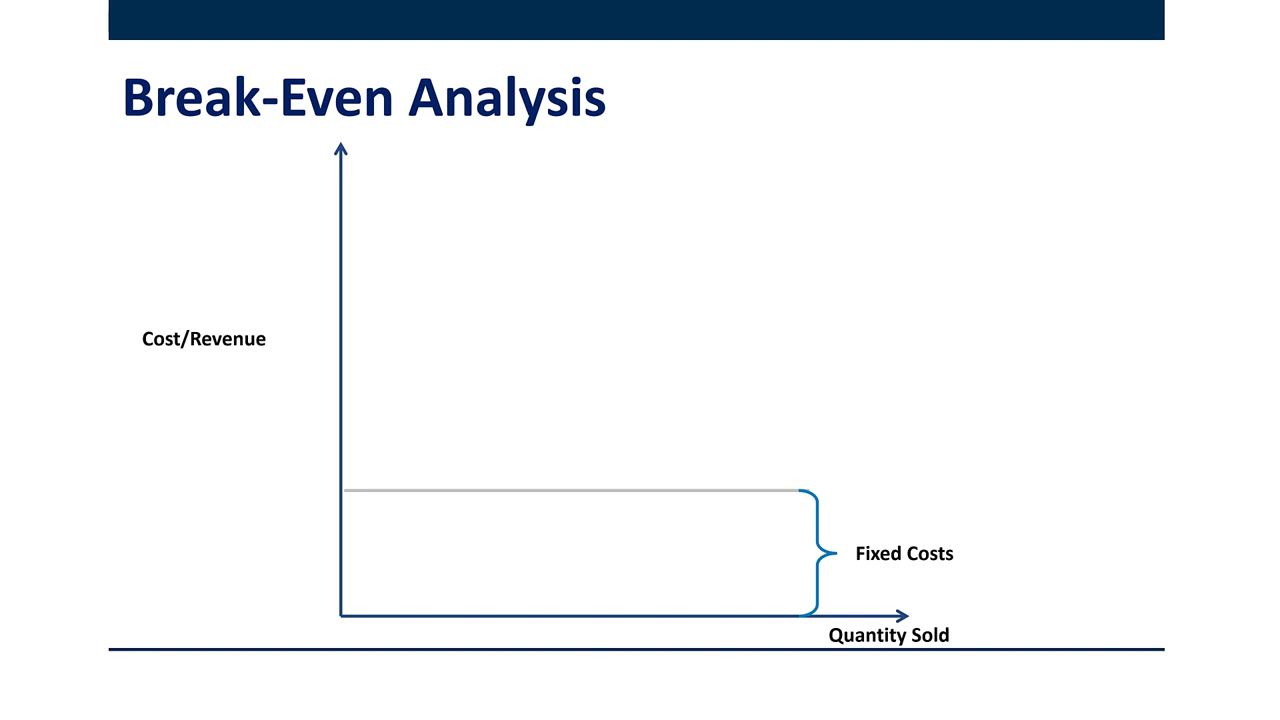 Break-Even Analysis
Cost/Revenue
Fixed Costs
Quantity Sold